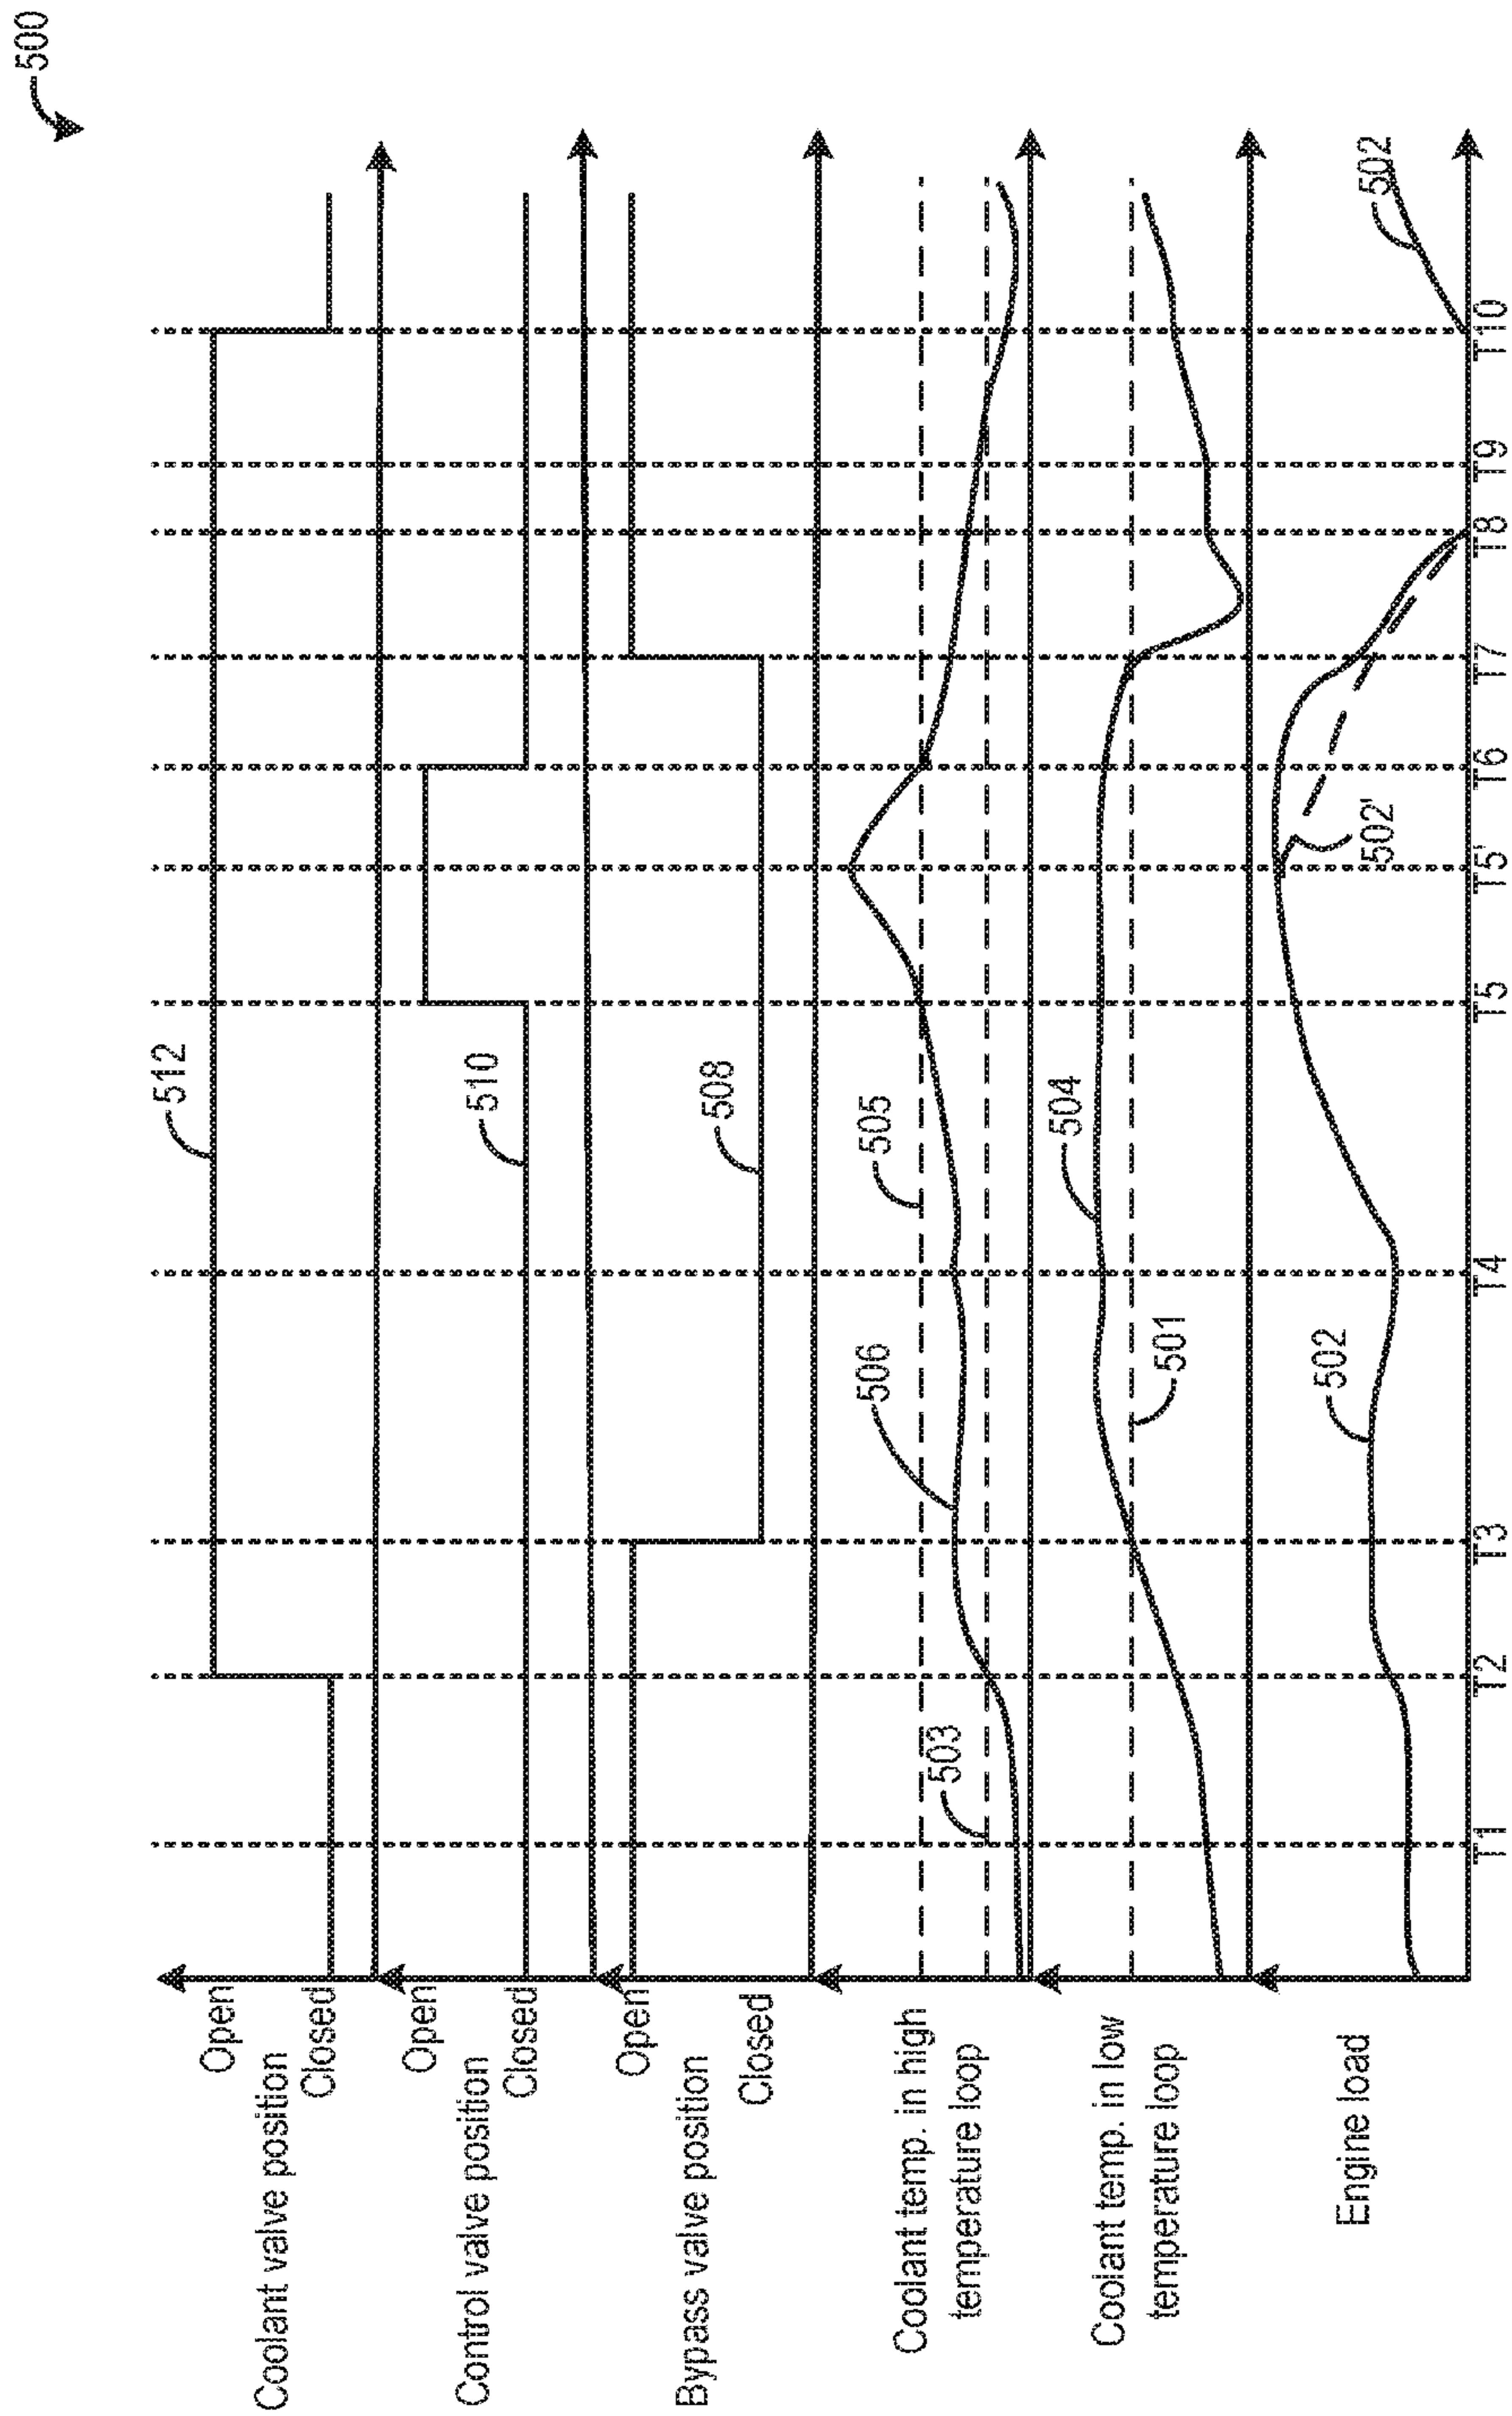 500
Open
Coolant valve position
Closed
512
Open
Control valve position
Closed
510
Open
Bypass valve position
Closed
508
Coolant temp. in high
temperature loop
503
506
505
Coolant temp. in low
temperature loop
501
504
Engine load
502
502'
502
T1
T2
T3
T4
T5
T5'
T6
T7
T8
T9
T10